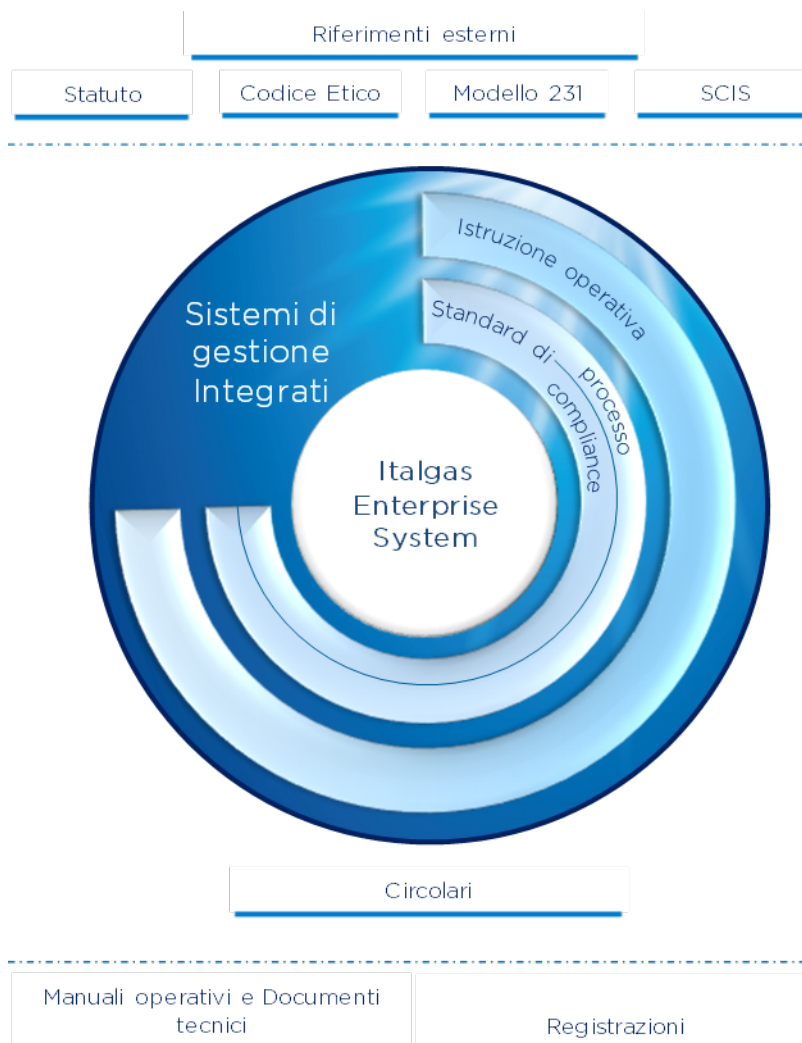 Riferimenti esterni
Statuto
Codice Etico
Modello 231
SCIS
Istruzione operativa
Sistemi di
gestione
Integrati
Standard di
processo
compliance
Italgas
Enterprise
System
Circolari
Manuali operativi e Documenti
tecnici
Registrazioni